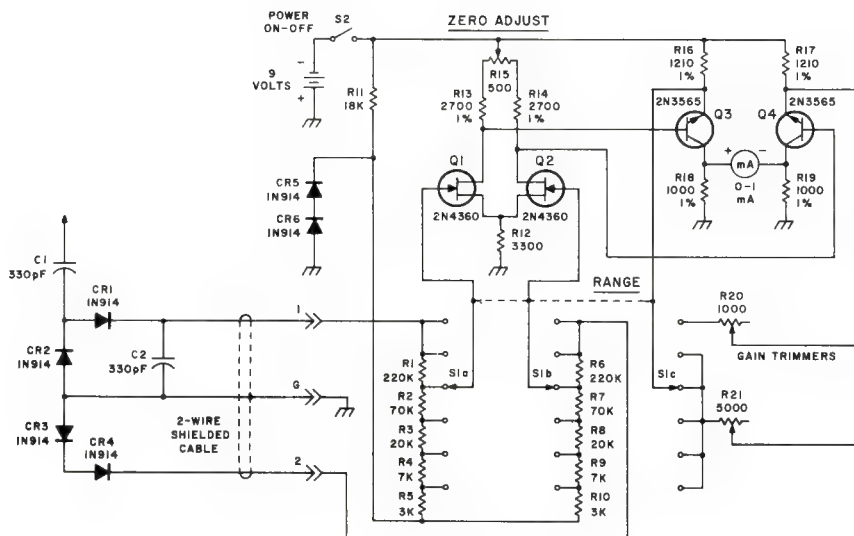 POWER
ON-OFF
S2
ZERO ADJUST
-
9
VOLTS
+
R11
18K
R15
500
R13
2700
1%
R14
2700
1%
R16
1210
1%
R17
1210
1%
2N3565
Q3
Q4
2N3565
+
mA
-
0-1
mA
R18
1000
1%
R19
1000
1%
Q1
Q2
2N4360
2N4360
R12
3300
CR5
1N914
CR6
1N914
C1
330pF
CR1
1N914
CR2
1N914
C2
330pF
CR3
1N914
CR4
1N914
2-WIRE
SHIELDED
CABLE
1
G
2
RANGE
R1
220K
R2
70K
R3
20K
R4
7K
R5
3K
S1a
S1b
R6
220K
R7
70K
R8
20K
R9
7K
R10
3K
S1c
R20
1000
GAIN TRIMMERS
R21
5000